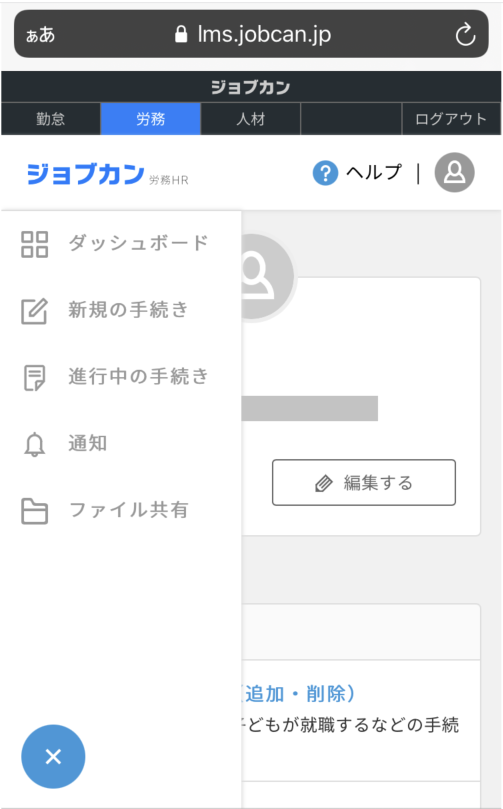 ぁあ lms.jobcan.jp
ジョブカン
勤怠 労務 人材 ログアウト
ジョブカン 労務HR ヘルプ |
ダッシュボード
新規の手続き
進行中の手続き
通知
編集する
ファイル共有
追加・削除）
どもが就職するなどの手続